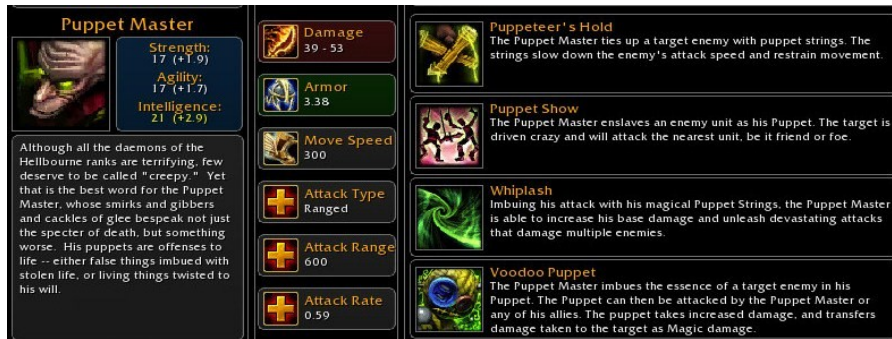 Puppet Master
Strength:
17 (+1.9)
Agility:
17 (+1.7)
Intelligence:
21 (+2.9)
Although all the daemons of the
Hellbourne ranks are terrifying, few
deserve to be called "creepy." Yet
that is the best word for the Puppet
Master, whose smirks and gibbers
and cackles of glee bespeak not just
the specter of death, but something
worse. His puppets are offenses to
life -- either false things imbued with
stolen life, or living things twisted to
his will.
Damage
39 - 53
Armor
3.38
Move Speed
300
Attack Type
Ranged
Attack Range
600
Attack Rate
0.59
Puppeteer's Hold
The Puppet Master ties up a target enemy with puppet strings. The
strings slow down the enemy's attack speed and restrain movement.
Puppet Show
The Puppet Master enslaves an enemy unit as his Puppet. The target is
driven crazy and will attack the nearest unit, be it friend or foe.
Whiplash
Imbuing his attack with his magical Puppet Strings, the Puppet Master
is able to increase his base damage and unleash devastating attacks
that damage multiple enemies.
Voodoo Puppet
The Puppet Master imbues the essence of a target enemy in his
Puppet. The Puppet can then be attacked by the Puppet Master or
any of his allies. The puppet takes increased damage, and transfers
damage taken to the target as Magic damage.